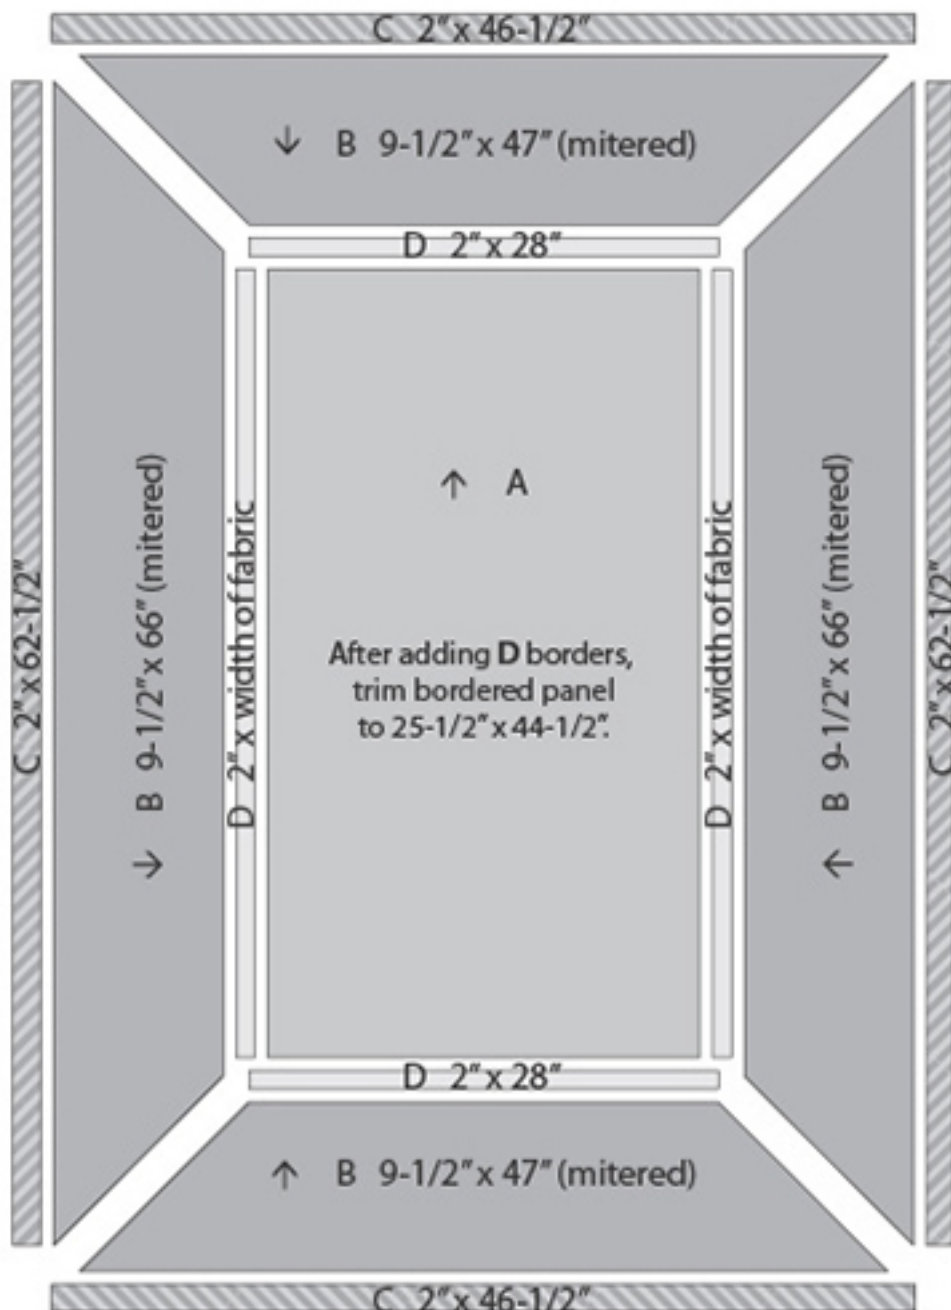 C 2" x 46-1/2"
↓ B 9-1/2" x 47" (mitered)
D 2" x 28"
C 2" x 62-1/2"
→ B 9-1/2" x 66" (mitered)
D 2" x width of fabric
↑ A
After adding D borders,
trim bordered panel
to 25-1/2" x 44-1/2".
D 2" x width of fabric
← B 9-1/2" x 66" (mitered)
C 2" x 62-1/2"
D 2" x 28"
↑ B 9-1/2" x 47" (mitered)
C 2" x 46-1/2"